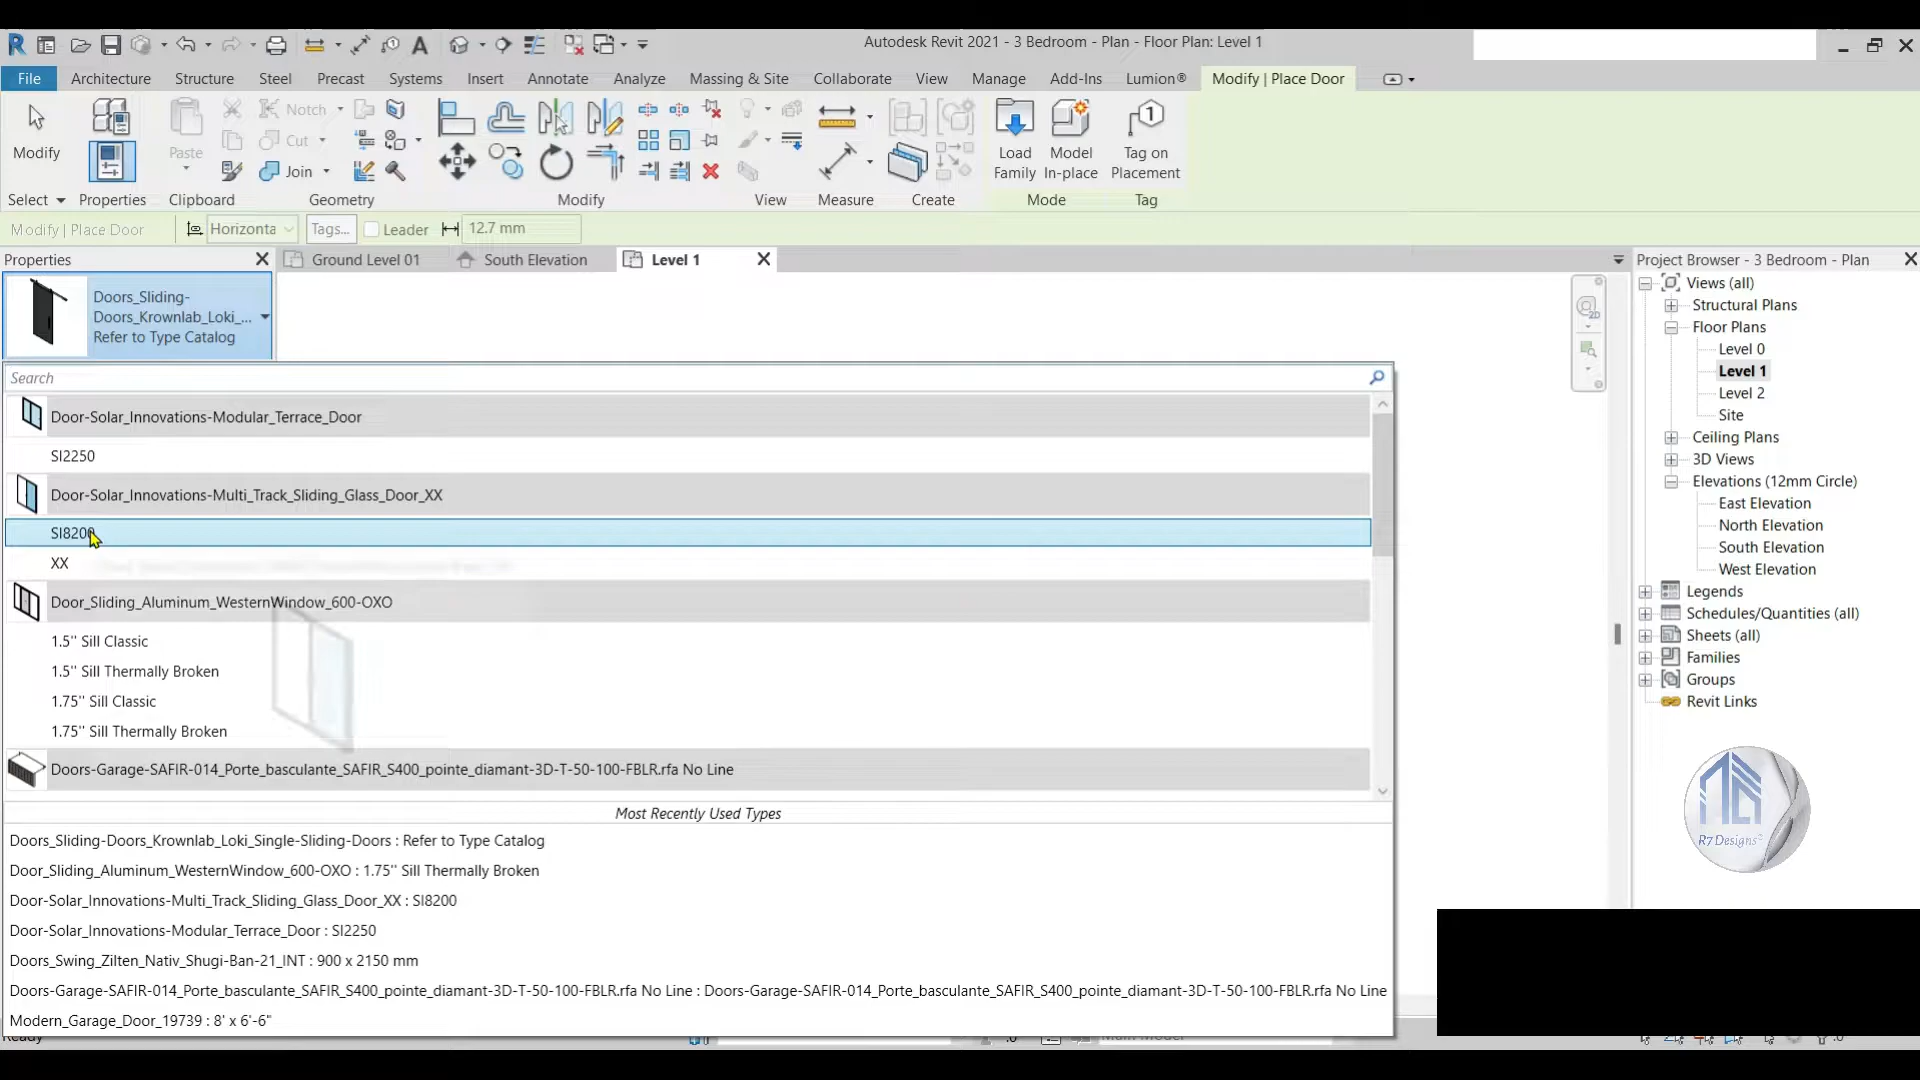 Autodesk Revit 2021 - 3 Bedroom - Plan - Floor Plan: Level 1
File Architecture Structure Steel Precast Systems Insert Annotate Analyze Massing & Site Collaborate View Manage Add-Ins Lumion® Modify | Place Door
Modify
Paste
Notch
Cut
Join
Load Family
Model In-place
Tag on Placement
Select Properties Clipboard Geometry Modify View Measure Create Mode Tag
Modify | Place Door Horizonta Tags... Leader 12.7 mm
Properties
Ground Level 01 South Elevation Level 1
Doors_Sliding-
Doors_Krownlab_Loki_...
Refer to Type Catalog
Search
Door-Solar_Innovations-Modular_Terrace_Door
SI2250
Door-Solar_Innovations-Multi_Track_Sliding_Glass_Door_XX
SI8200
XX
Door_Sliding_Aluminum_WesternWindow_600-OXO
1.5" Sill Classic
1.5" Sill Thermally Broken
1.75" Sill Classic
1.75" Sill Thermally Broken
Doors-Garage-SAFIR-014_Porte_basculante_SAFIR_S400_pointe_diamant-3D-T-50-100-FBLR.rfa No Line
Most Recently Used Types
Doors_Sliding-Doors_Krownlab_Loki_Single-Sliding-Doors : Refer to Type Catalog
Door_Sliding_Aluminum_WesternWindow_600-OXO : 1.75" Sill Thermally Broken
Door-Solar_Innovations-Multi_Track_Sliding_Glass_Door_XX : SI8200
Door-Solar_Innovations-Modular_Terrace_Door : SI2250
Doors_Swing_Zilten_Nativ_Shugi-Ban-21_INT : 900 x 2150 mm
Doors-Garage-SAFIR-014_Porte_basculante_SAFIR_S400_pointe_diamant-3D-T-50-100-FBLR.rfa No Line : Doors-Garage-SAFIR-014_Porte_basculante_SAFIR_S400_pointe_diamant-3D-T-50-100-FBLR.rfa No Line
Modern_Garage_Door_19739 : 8' x 6'-6"
Ready
Project Browser - 3 Bedroom - Plan
Views (all)
Structural Plans
Floor Plans
Level 0
Level 1
Level 2
Site
Ceiling Plans
3D Views
Elevations (12mm Circle)
East Elevation
North Elevation
South Elevation
West Elevation
Legends
Schedules/Quantities (all)
Sheets (all)
Families
Groups
Revit Links
R7 Designs